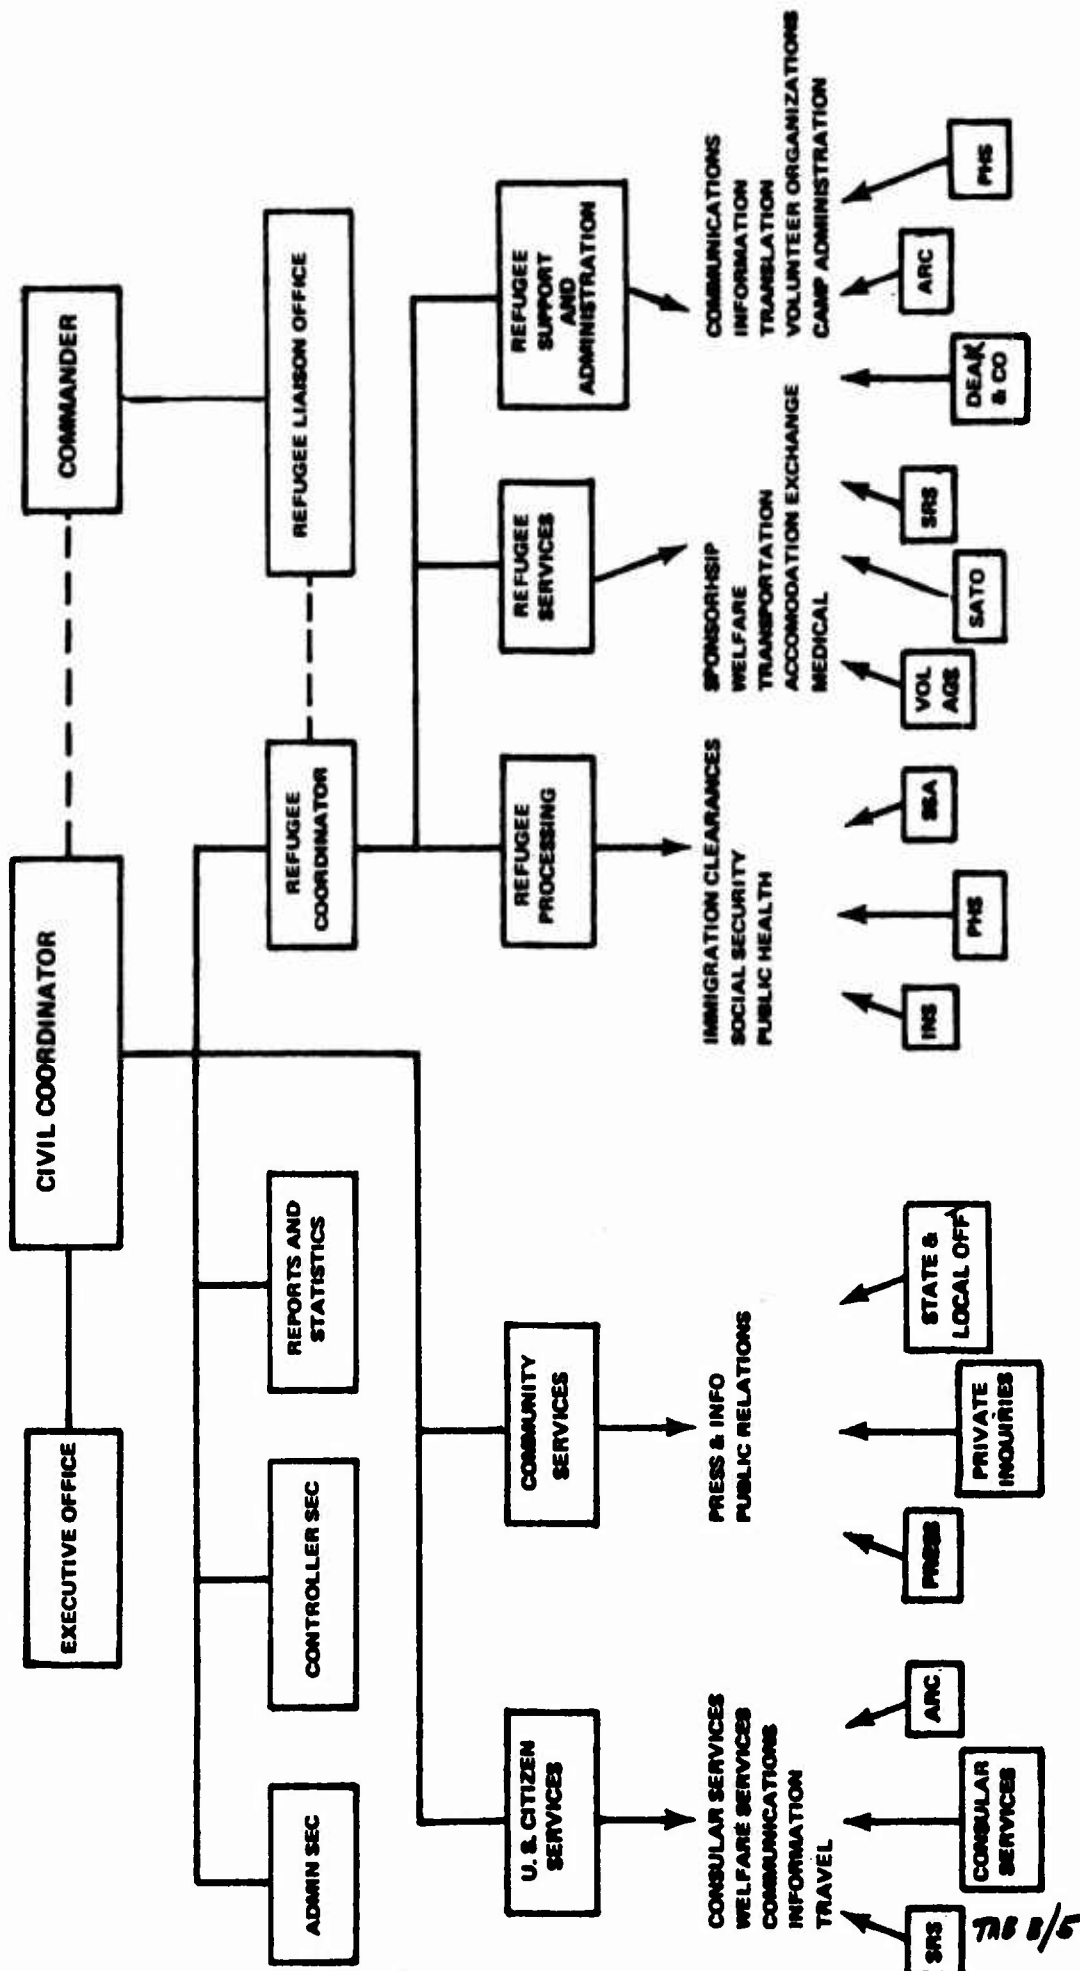 CIVIL COORDINATOR
COMMANDER
EXECUTIVE OFFICE
ADMIN SEC
CONTROLLER SEC
REPORTS AND
STATISTICS
REFUGEE
COORDINATOR
REFUGEE LIAISON OFFICE
U. S. CITIZEN
SERVICES
COMMUNITY
SERVICES
REFUGEE
PROCESSING
REFUGEE
SERVICES
REFUGEE
SUPPORT
AND
ADMINISTRATION
CONSULAR SERVICES
WELFARE SERVICES
COMMUNICATIONS
INFORMATION
TRAVEL
PRESS & INFO
PUBLIC RELATIONS
IMMIGRATION CLEARANCES
SOCIAL SECURITY
PUBLIC HEALTH
SPONSORHSIP
WELFARE
TRANSPORTATION
ACCOMODATION EXCHANGE
MEDICAL
COMMUNICATIONS
INFORMATION
TRANSLATION
VOLUNTEER ORGANIZATIONS
CAMP ADMINISTRATION
SRS
CONSULAR
SERVICES
ARC
PRESS
PRIVATE
INQUIRIES
STATE &
LOCAL OFF
INS
PHS
SSA
VOL
AGS
SATO
SRS
DEAK
& CO
ARC
PHS